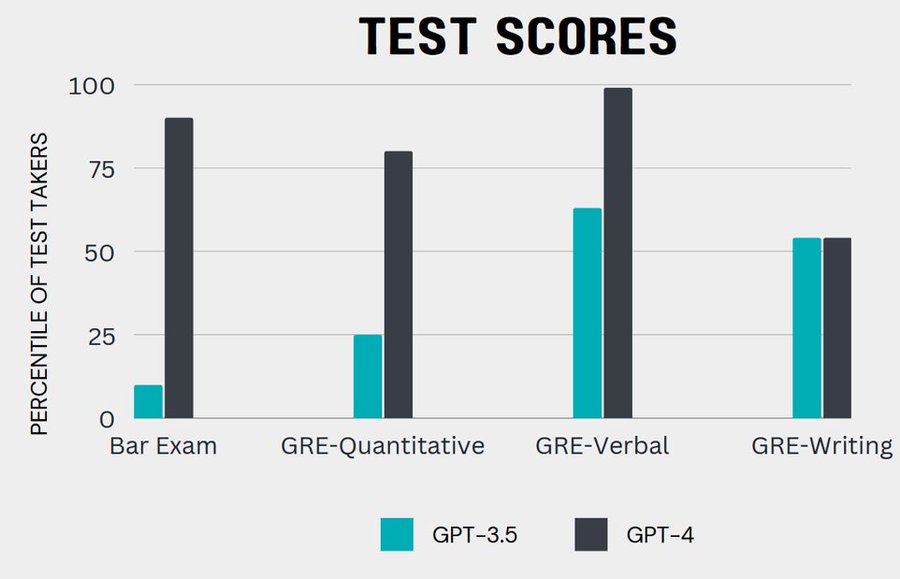 TEST SCORES
PERCENTILE OF TEST TAKERS
100
75
50
25
0
Bar Exam GRE-Quantitative GRE-Verbal GRE-Writing
GPT-3.5 GPT-4